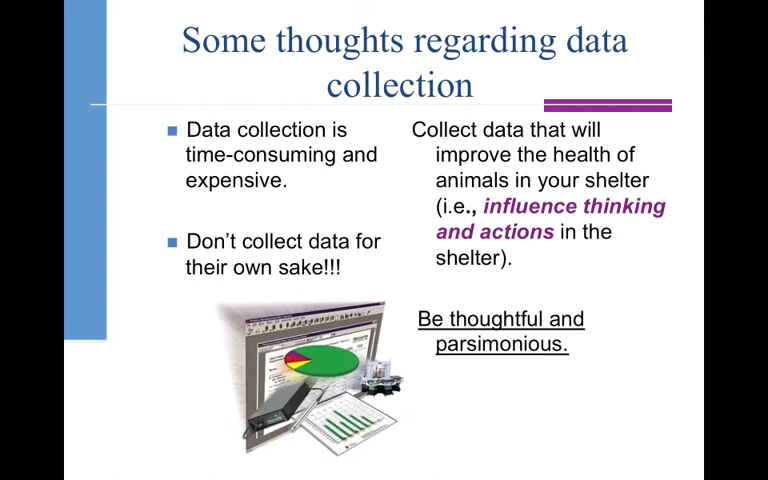 Some thoughts regarding data
collection
Data collection is
time-consuming and
expensive.
Don't collect data for
their own sake!!!
Collect data that will
improve the health of
animals in your shelter
(i.e., influence thinking
and actions in the
shelter).
Be thoughtful and
parsimonious.